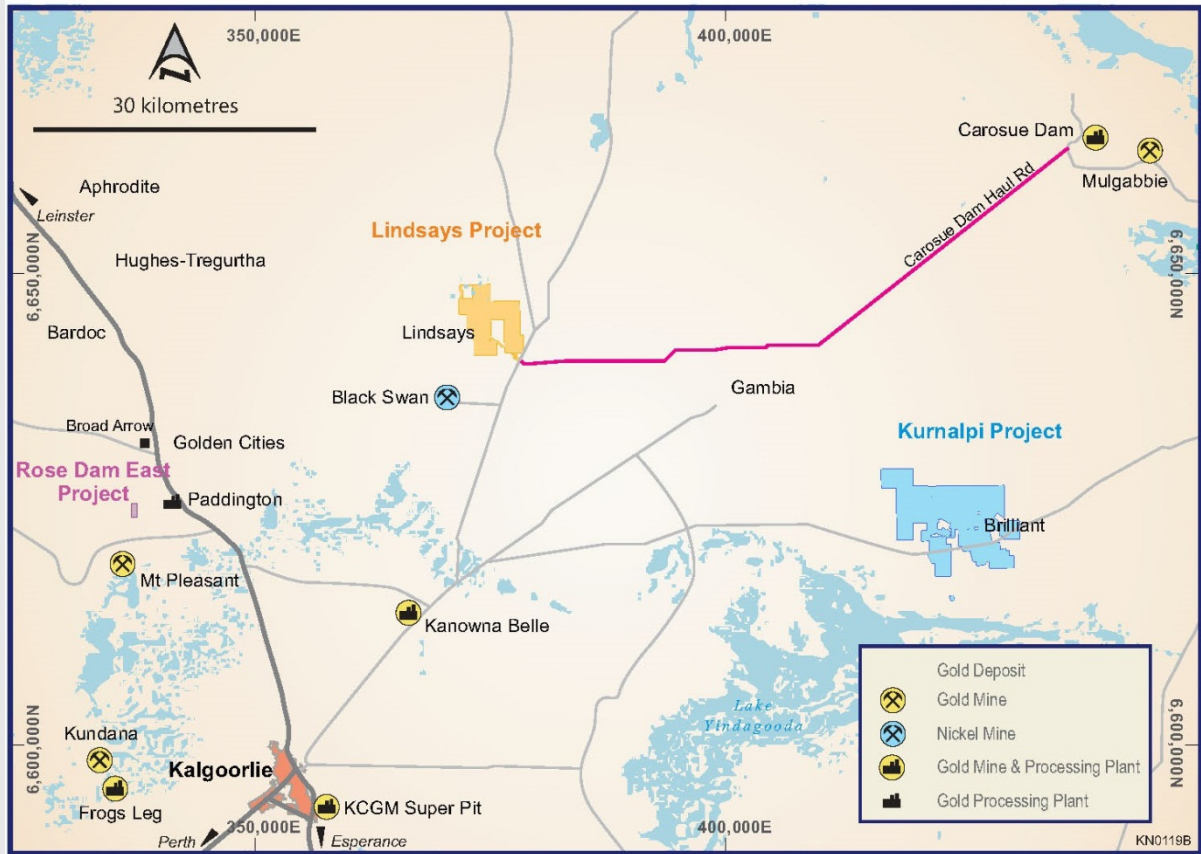 350,000E
400,000E
N
30 kilometres
Carosue Dam
Mulgabbie
Carosue Dam Haul Rd
Aphrodite
Leinster
Lindsays Project
Hughes-Tregurtha
6,650,000N
6,650,000N
Bardoc
Lindsays
Black Swan
Gambia
Broad Arrow
Golden Cities
Kurnalpi Project
Rose Dam East
Project
Paddington
Brilliant
Mt Pleasant
Kanowna Belle
Lake
Yindagooda
Gold Deposit
Gold Mine
Nickel Mine
Gold Mine & Processing Plant
Gold Processing Plant
6,600,000N
6,600,000N
Kundana
Kalgoorlie
Frogs Leg
KCGM Super Pit
350,000E
400,000E
Perth
Esperance
KN0119B